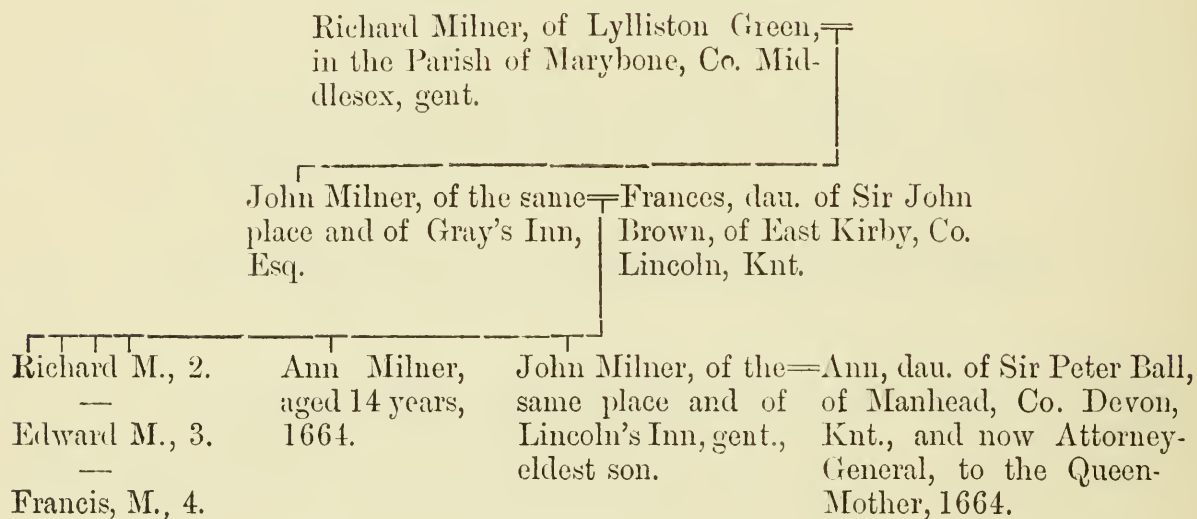 Richard Milner, of Lylliston Green,
in the Parish of Marybone, Co. Mid-
dlesex, gent.
John Milner, of the same
place and of Gray's Inn,
Esq.
Frances, dau. of Sir John
Brown, of East Kirby, Co.
Lincoln, Knt.
Richard M., 2.
—
Edward M., 3.
—
Francis, M., 4.
Ann Milner,
aged 14 years,
1664.
John Milner, of the
same place and of
Lincoln's Inn, gent.,
eldest son.
Ann, dau. of Sir Peter Ball,
of Manhead, Co. Devon,
Knt., and now Attorney-
General, to the Queen-
Mother, 1664.